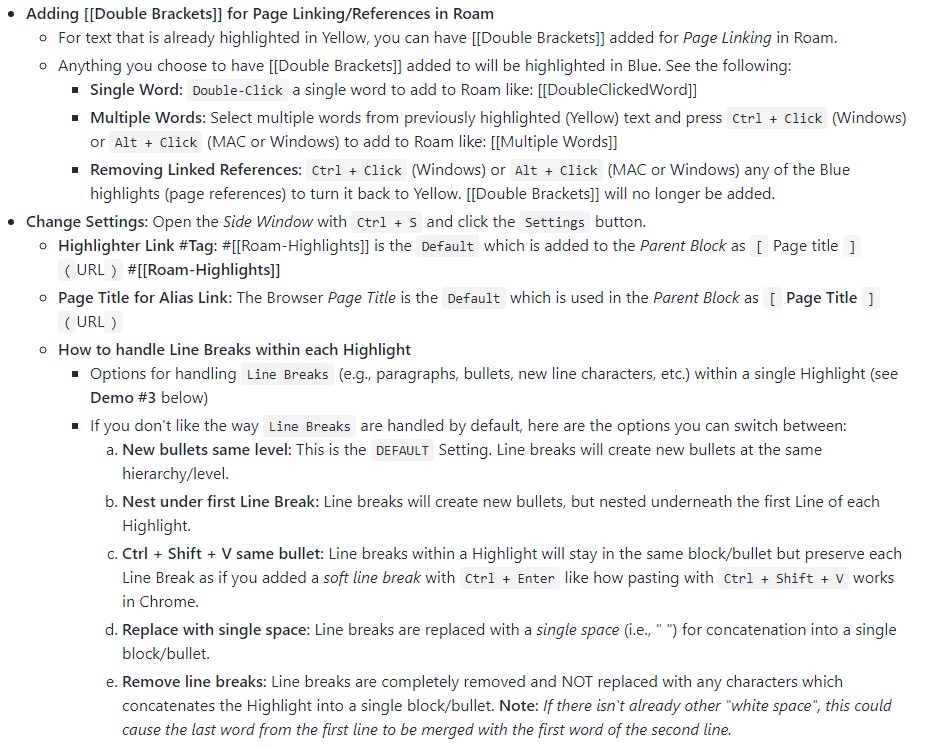 Adding [[Double Brackets]] for Page Linking/References in Roam
For text that is already highlighted in Yellow, you can have [[Double Brackets]] added for Page Linking in Roam.
Anything you choose to have [[Double Brackets]] added to will be highlighted in Blue. See the following:
Single Word: Double-Click a single word to add to Roam like: [[DoubleClickedWord]]
Multiple Words: Select multiple words from previously highlighted (Yellow) text and press Ctrl + Click (Windows)
or Alt + Click (MAC or Windows) to add to Roam like: [[Multiple Words]]
Removing Linked References: Ctrl + Click (Windows) or Alt + Click (MAC or Windows) any of the Blue
highlights (page references) to turn it back to Yellow. [[Double Brackets]] will no longer be added.
Change Settings: Open the Side Window with Ctrl + S and click the Settings button.
Highlighter Link #Tag: #[[Roam-Highlights]] is the Default which is added to the Parent Block as [ Page title ]
( URL ) #[[Roam-Highlights]]
Page Title for Alias Link: The Browser Page Title is the Default which is used in the Parent Block as [ Page Title ]
( URL )
How to handle Line Breaks within each Highlight
Options for handling Line Breaks (e.g., paragraphs, bullets, new line characters, etc.) within a single Highlight (see
Demo #3 below)
If you don't like the way Line Breaks are handled by default, here are the options you can switch between:
a. New bullets same level: This is the DEFAULT Setting. Line breaks will create new bullets at the same
hierarchy/level.
b. Nest under first Line Break: Line breaks will create new bullets, but nested underneath the first Line of each
Highlight.
c. Ctrl + Shift + V same bullet: Line breaks within a Highlight will stay in the same block/bullet but preserve each
Line Break as if you added a soft line break with Ctrl + Enter like how pasting with Ctrl + Shift + V works
in Chrome.
d. Replace with single space: Line breaks are replaced with a single space (i.e., " ") for concatenation into a single
block/bullet.
e. Remove line breaks: Line breaks are completely removed and NOT replaced with any characters which
concatenates the Highlight into a single block/bullet. Note: If there isn't already other "white space", this could
cause the last word from the first line to be merged with the first word of the second line.